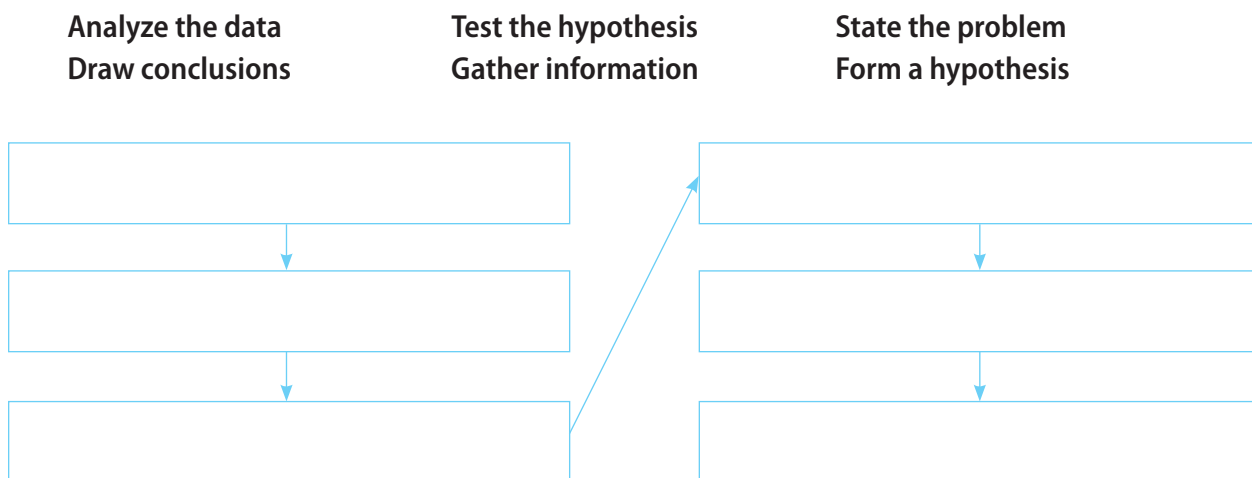 Analyze the data Test the hypothesis State the problem
Draw conclusions Gather information Form a hypothesis